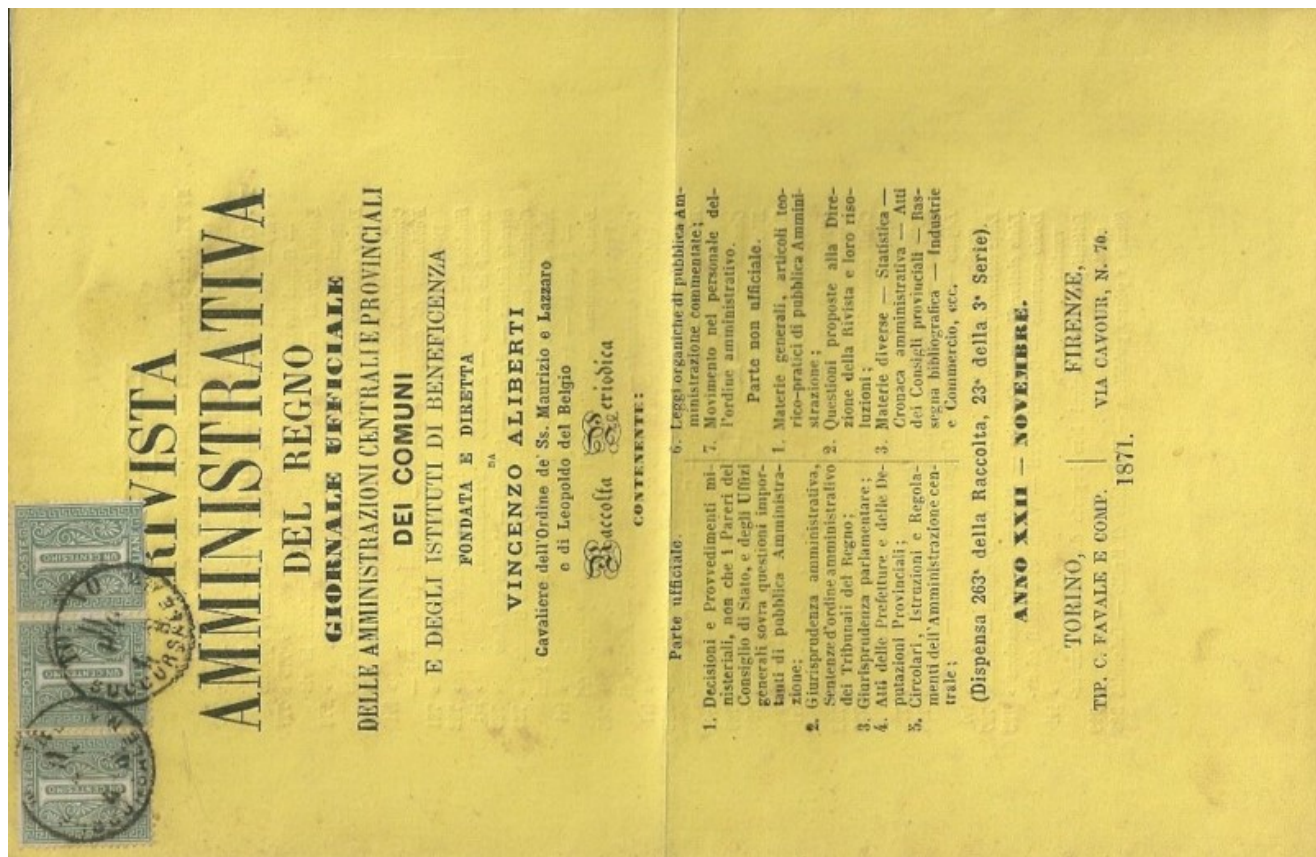 RIVISTA
AMMINISTRATIVA
DEL REGNO
GIORNALE UFFICIALE
DELLE AMMINISTRAZIONI CENTRALI E PROVINCIALI
DEI COMUNI
E DEGLI ISTITUTI DI BENEFICENZA
FONDATA E DIRETTA
DA
VINCENZO ALIBERTI
Cavaliere dell'Ordine de' Ss. Maurizio e Lazzaro
e di Leopoldo del Belgio
Raccolta Periodica
CONTENENTE:
Parte ufficiale.
1. Decisioni e Provvedimenti mi-
nisteriali, non che i Pareri del
Consiglio di Stato, e degli Uffizi
generali sovra questioni impor-
tanti di pubblica Amministra-
zione;
2. Giurisprudenza amministrativa,
Sentenze d'ordine amministrativo
dei Tribunali del Regno;
3. Giurisprudenza parlamentare;
4. Atti delle Prefetture e delle De-
putazioni Provinciali;
5. Circolari, Istruzioni e Regola-
menti dell'Amministrazione cen-
trale;
6. Leggi organiche di pubblica Am-
ministrazione commentate;
7. Movimento nel personale del-
l'ordine amministrativo.
Parte non ufficiale.
1. Materie generali, articoli teo-
rico-pratici di pubblica Ammini-
strazione;
2. Questioni proposte alla Dire-
zione della Rivista e loro riso-
luzioni;
3. Materie diverse — Statistica —
Cronaca amministrativa — Atti
dei Consigli provinciali — Ras-
segna bibliografica — Industrie
e Commercio, ecc.
(Dispensa 263ª della Raccolta, 23ª della 3ª Serie).
ANNO XXII — NOVEMBRE.
TORINO,
TIP. C. FAVALE E COMP.
FIRENZE,
VIA CAVOUR, N. 70.
1871.
UN CENTESIMO
UN CENTESIMO
UN CENTESIMO